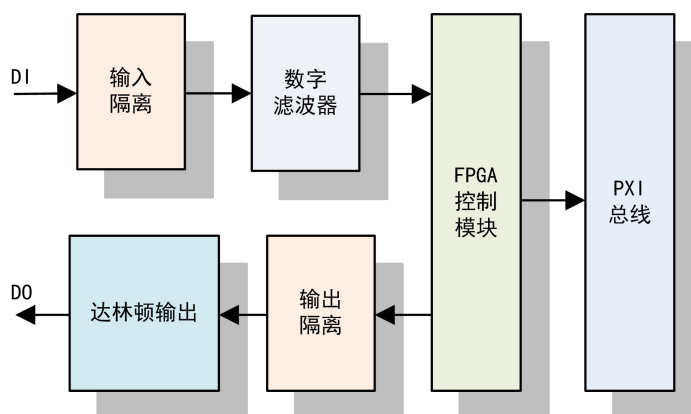 DI
输入
隔离
数字
滤波器
FPGA
控制
模块
PXI
总线
DO
达林顿输出
输出
隔离